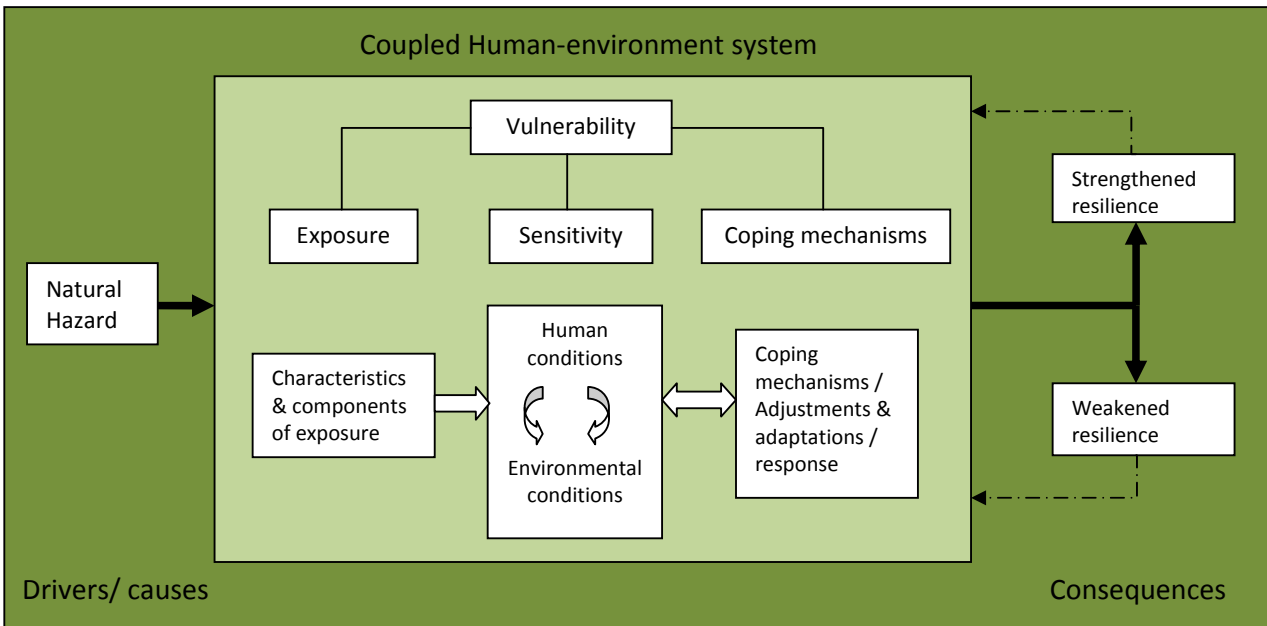 Coupled Human-environment system
Vulnerability
Exposure
Sensitivity
Coping mechanisms
Natural
Hazard
Characteristics
& components
of exposure
Human
conditions
Environmental
conditions
Coping
mechanisms /
Adjustments &
adaptations /
response
Strengthened
resilience
Weakened
resilience
Drivers/ causes
Consequences